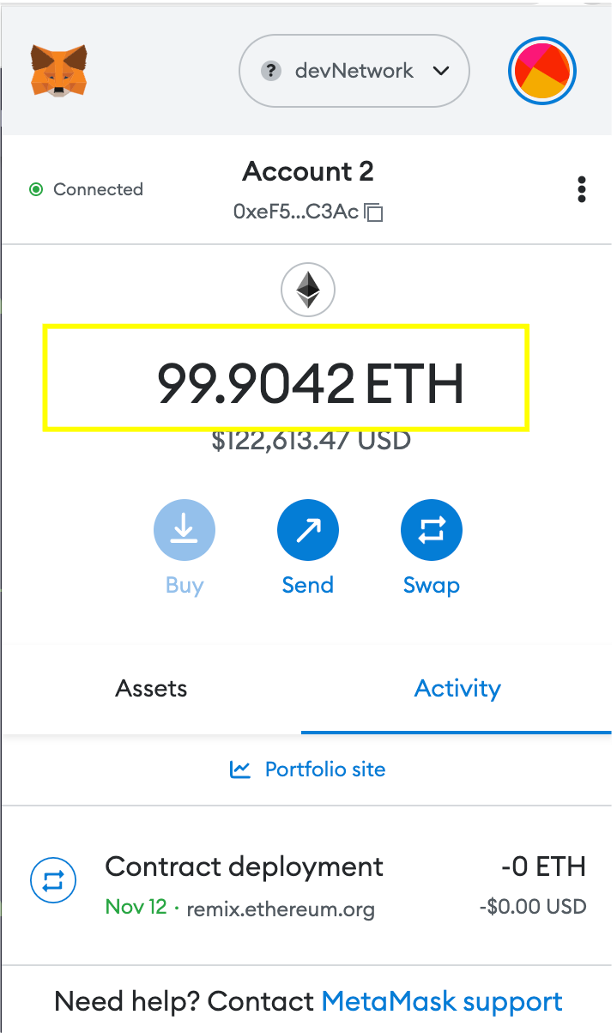 ? devNetwork
Account 2
Connected
0xeF5...C3Ac
99.9042 ETH
$122,613.47 USD
Buy Send Swap
Assets Activity
Portfolio site
Contract deployment -0 ETH
Nov 12 · remix.ethereum.org -$0.00 USD
Need help? Contact MetaMask support